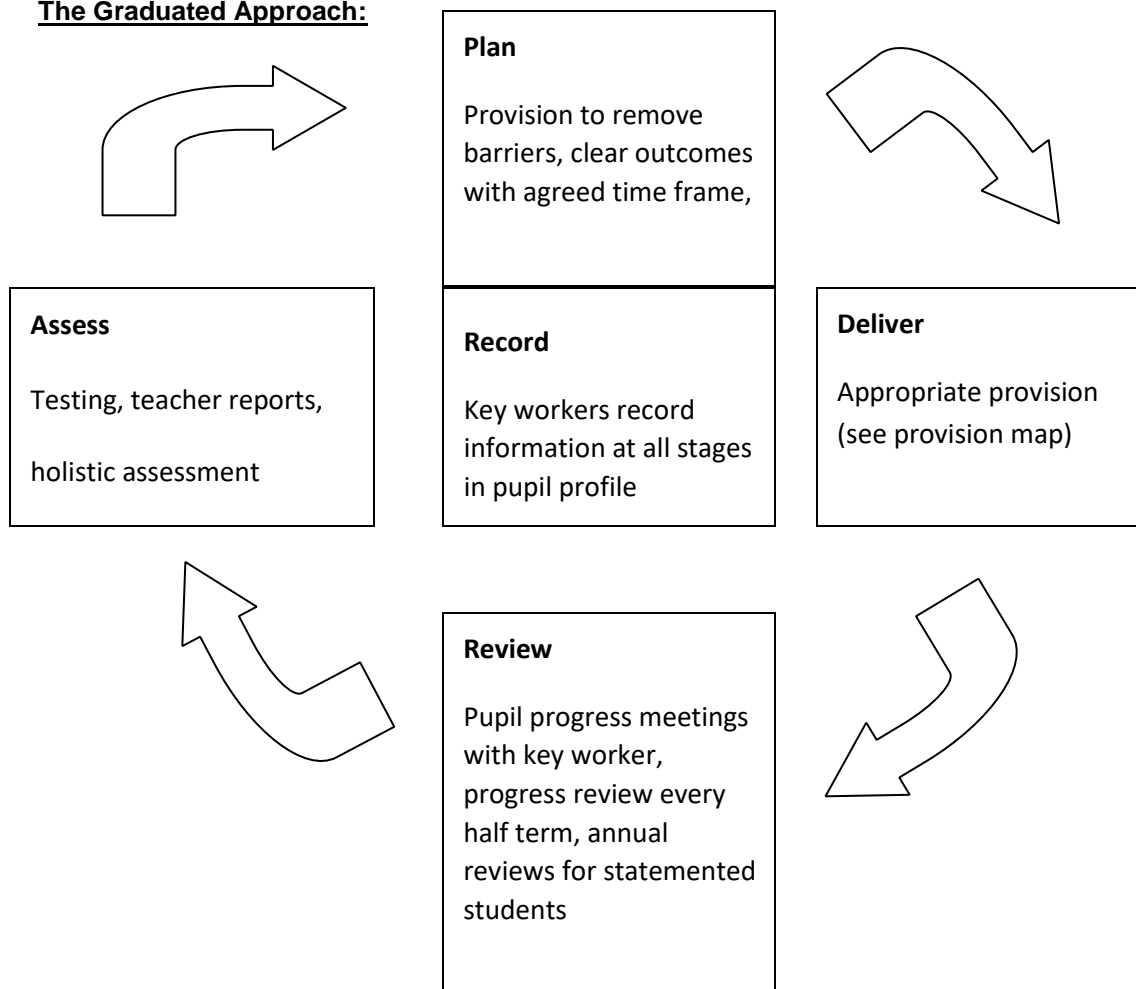 The Graduated Approach:
Plan
Provision to remove
barriers, clear outcomes
with agreed time frame,
Assess
Testing, teacher reports,
holistic assessment
Record
Key workers record
information at all stages
in pupil profile
Deliver
Appropriate provision
(see provision map)
Review
Pupil progress meetings
with key worker,
progress review every
half term, annual
reviews for statemented
students